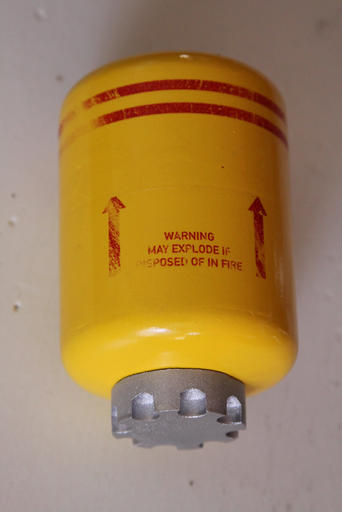 WARNING
MAY EXPLODE IF
DISPOSED OF IN FIRE